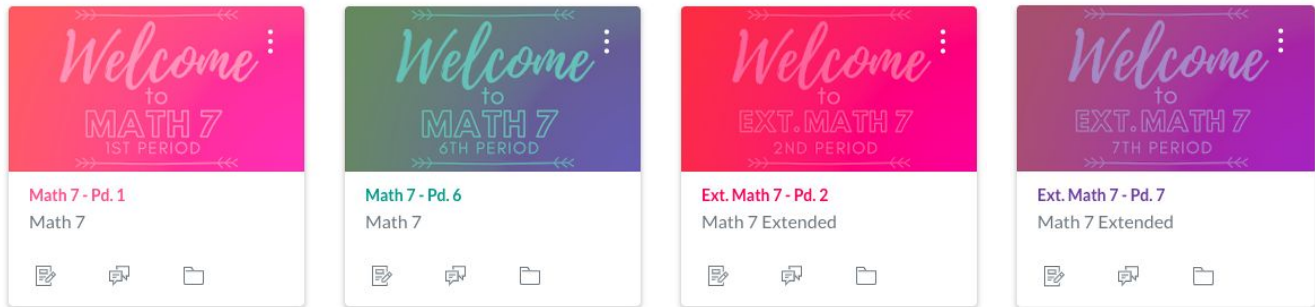 Welcome
to
MATH 7
1ST PERIOD
Math 7 - Pd. 1
Math 7
Welcome
to
MATH 7
6TH PERIOD
Math 7 - Pd. 6
Math 7
Welcome
to
EXT. MATH 7
2ND PERIOD
Ext. Math 7 - Pd. 2
Math 7 Extended
Welcome
to
EXT. MATH 7
7TH PERIOD
Ext. Math 7 - Pd. 7
Math 7 Extended